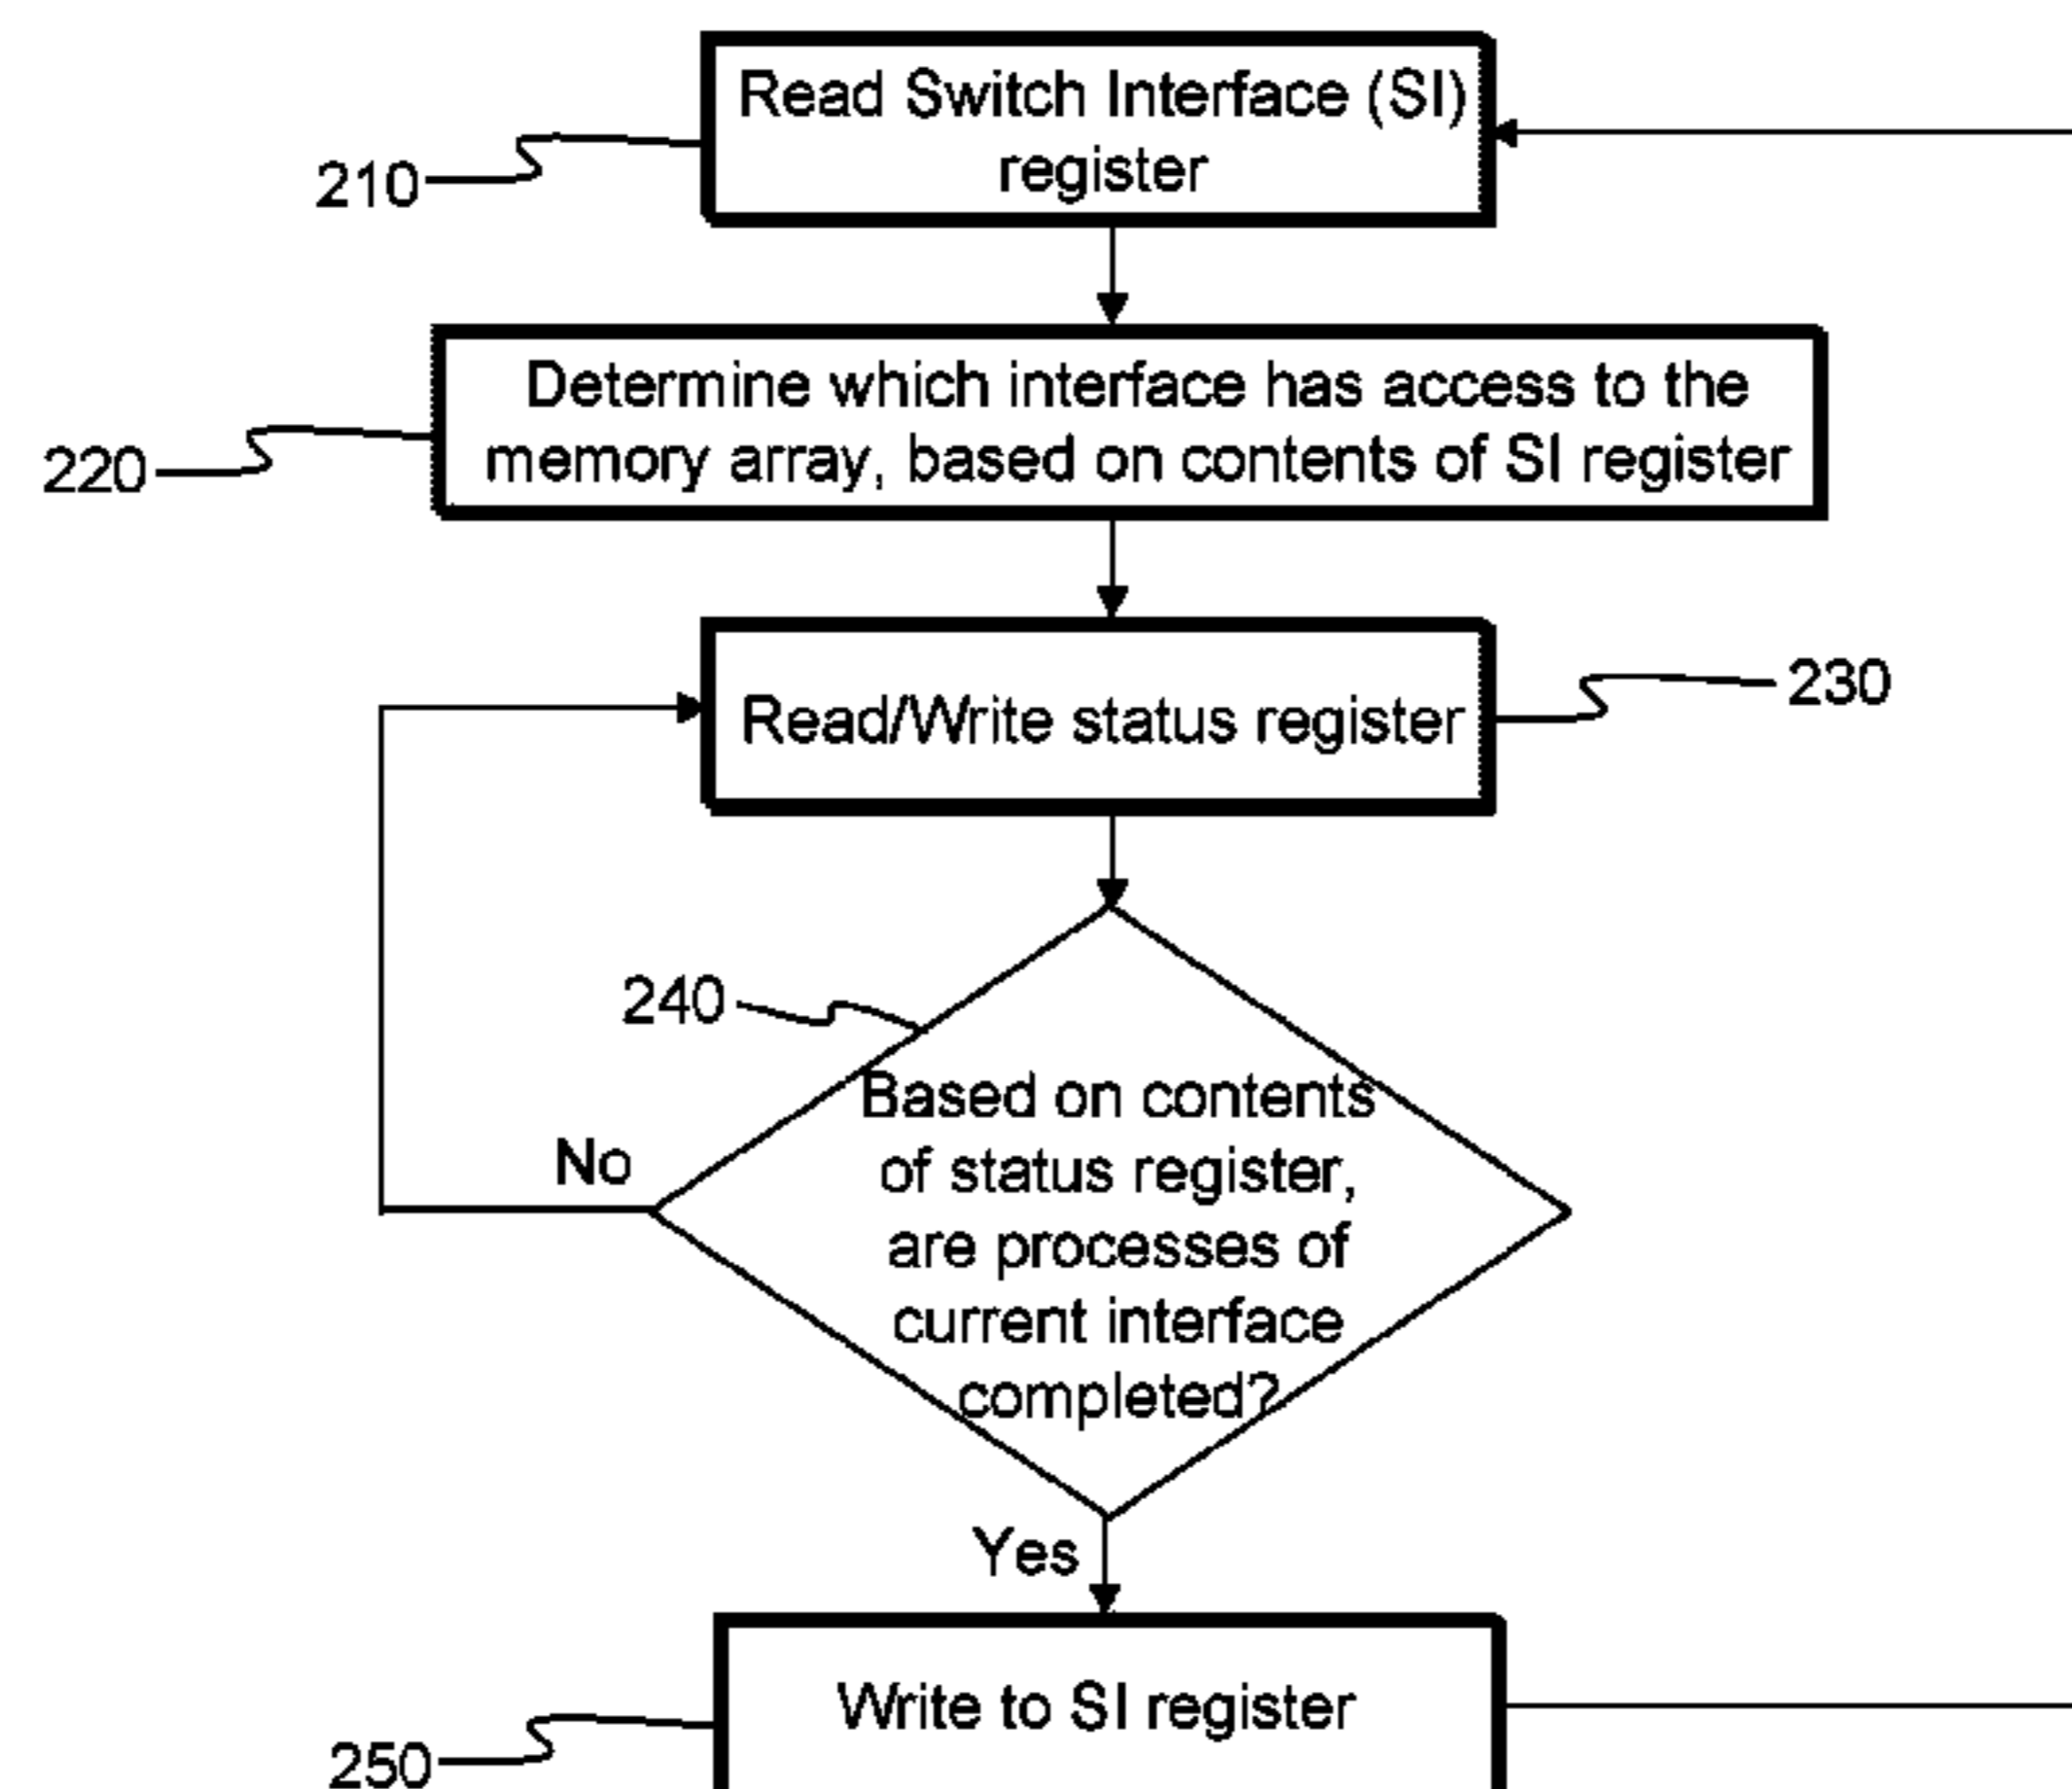 Read Switch Interface (SI)
register
210
Determine which interface has access to the
memory array, based on contents of SI register
220
Read/Write status register
230
240
Based on contents
of status register,
are processes of
current interface
completed?
No
Yes
Write to SI register
250